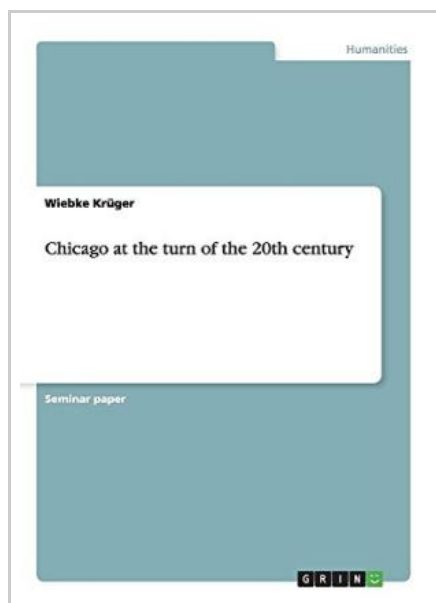 Humanities
Wiebke Krüger
Chicago at the turn of the 20th century
Seminar paper
GRIN